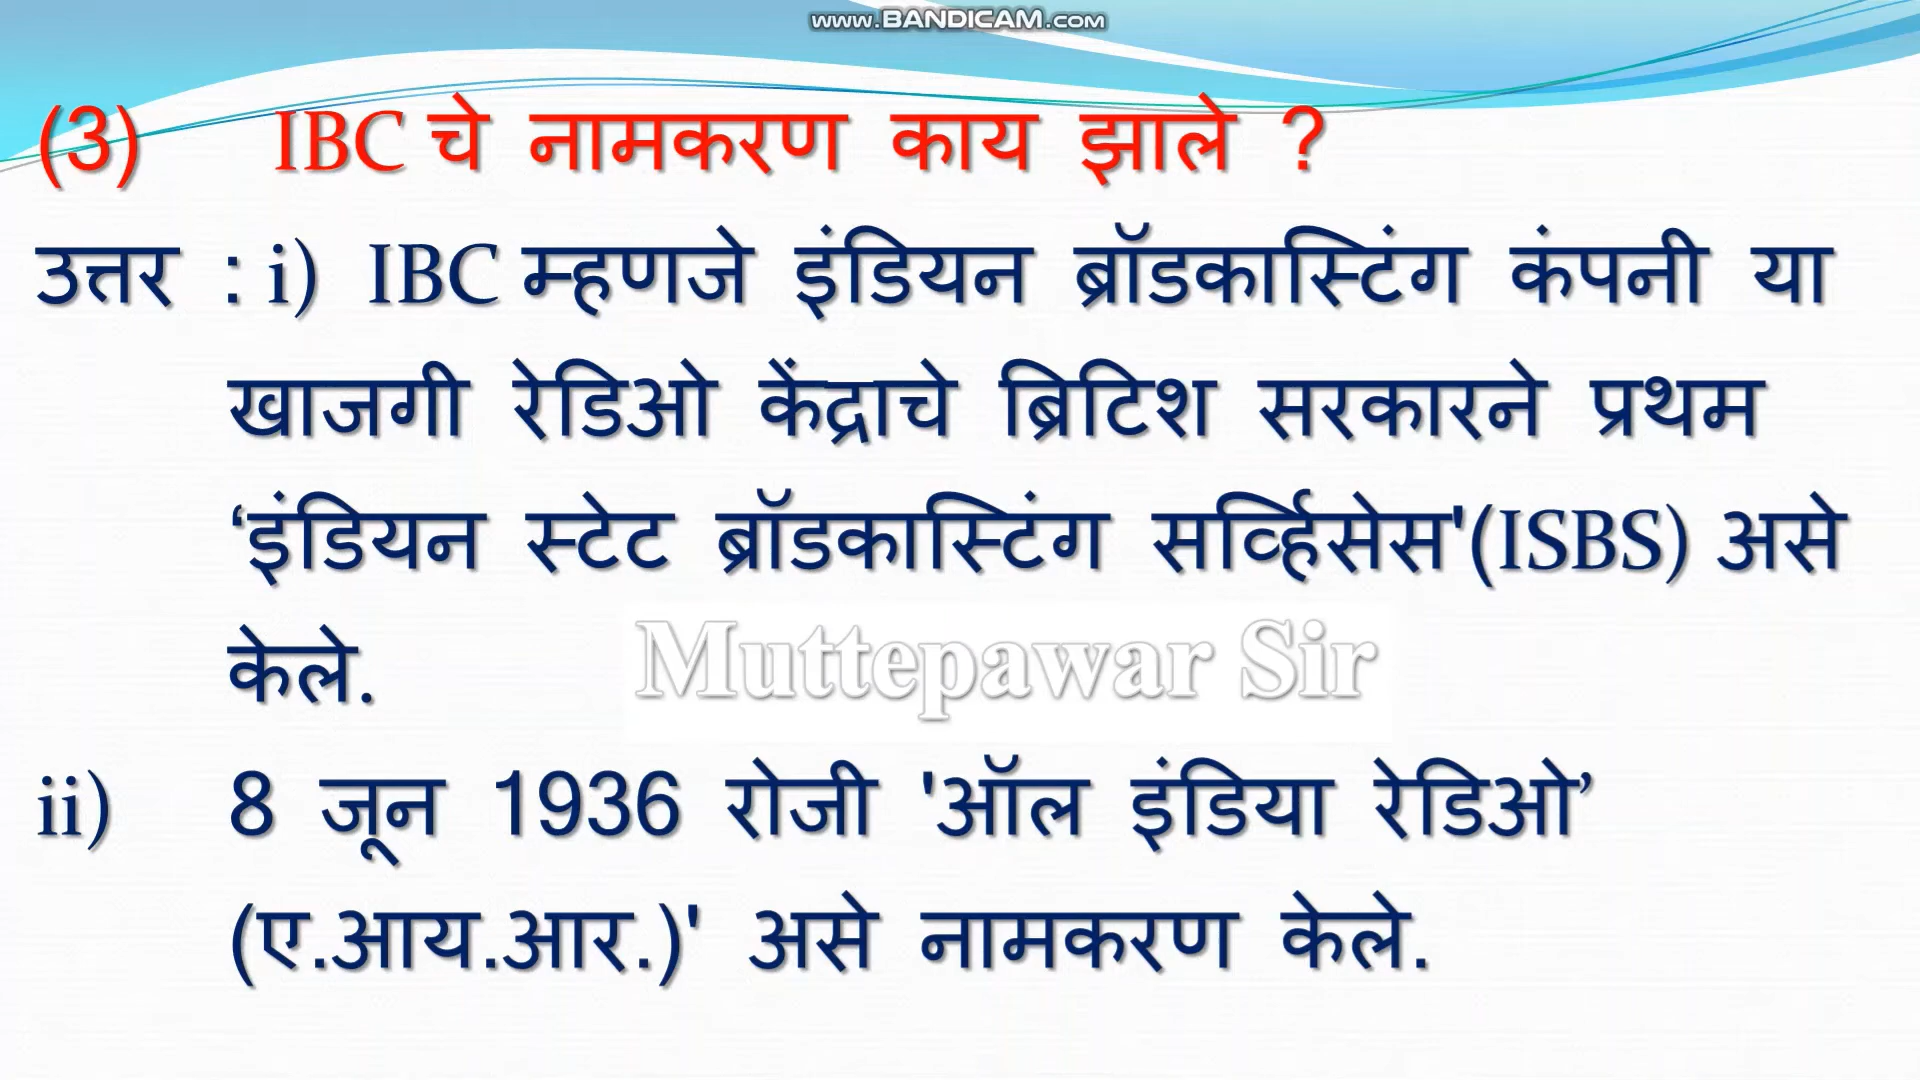 www.BANDICAM.com
(3) IBC चे नामकरण काय झाले ?
उत्तर : i) IBC म्हणजे इंडियन ब्रॉडकास्टिंग कंपनी या
खाजगी रेडिओ केंद्राचे ब्रिटिश सरकारने प्रथम
‘इंडियन स्टेट ब्रॉडकास्टिंग सर्व्हिसेस'(ISBS) असे
केले.
Muttepawar Sir
ii) 8 जून 1936 रोजी 'ऑल इंडिया रेडिओ’
(ए.आय.आर.)' असे नामकरण केले.